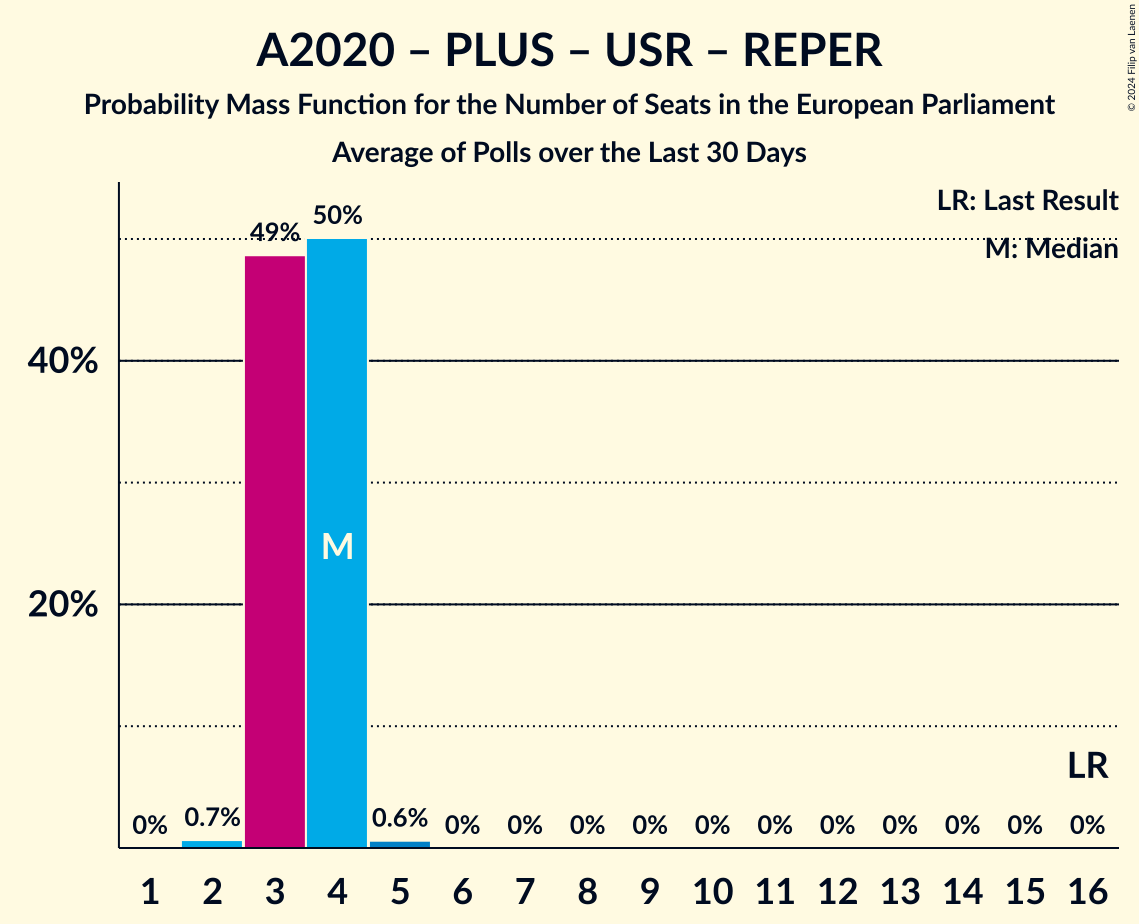 A2020 – PLUS – USR – REPER
Probability Mass Function for the Number of Seats in the European Parliament
Average of Polls over the Last 30 Days
© 2024 Filip van Laenen
LR: Last Result
M: Median
49%
50%
40%
M
20%
LR
0%
0.7%
0.6%
0%
0%
0%
0%
0%
0%
0%
0%
0%
0%
0%
1 2 3 4 5 6 7 8 9 10 11 12 13 14 15 16